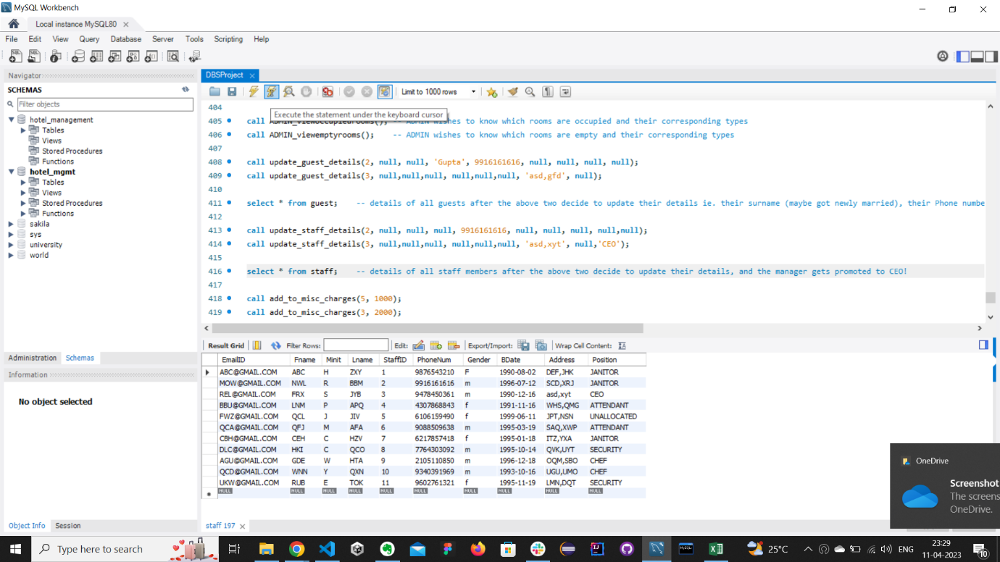 MySQL Workbench
Local instance MySQL80
File Edit View Query Database Server Tools Scripting Help
Navigator
SCHEMAS
Filter objects
hotel_management
Tables
Views
Stored Procedures
Functions
hotel_mgmt
Tables
Views
Stored Procedures
Functions
sakila
sys
university
world
Administration Schemas
Information
No object selected
Object Info Session
DBSProject
Limit to 1000 rows
Execute the statement under the keyboard cursor
404
405 call -- ADMIN wishes to know which rooms are occupied and their corresponding types
406 call ADMIN_viewemptyrooms(); -- ADMIN wishes to know which rooms are empty and their corresponding types
407
408 call update_guest_details(2, null, null, 'Gupta', 9916161616, null, null, null, null);
409 call update_guest_details(3, null,null,null, null,null,null, 'asd,gfd', null);
410
411 select * from guest; -- details of all guests after the above two decide to update their details ie. their surname (maybe got newly married), their Phone numbe
412
413 call update_staff_details(2, null, null, null, 9916161616, null, null, null, null,null);
414 call update_staff_details(3, null,null,null, null,null,null, 'asd,xyt', null,'CEO');
415
416 select * from staff; -- details of all staff members after the above two decide to update their details, and the manager gets promoted to CEO!
417
418 call add_to_misc_charges(5, 1000);
419 call add_to_misc_charges(3, 2000);
Result Grid Filter Rows: Edit: Export/Import: Wrap Cell Content:
EmailID Fname Minit Lname StaffID PhoneNum Gender BDate Address Position
ABC@GMAIL.COM ABC H ZXY 1 9876543210 F 1990-08-02 DEF,JHK JANITOR
MOW@GMAIL.COM NWL R BBM 2 9916161616 m 1996-07-12 SCD,XRJ JANITOR
REL@GMAIL.COM FRX S JYB 3 9478450361 m 1990-12-16 asd,xyt CEO
BBU@GMAIL.COM LNM P APQ 4 4307868843 f 1991-11-16 WHS,QMG ATTENDANT
FWZ@GMAIL.COM QCL J JIV 5 6106159490 f 1999-06-11 JPT,NSN UNALLOCATED
QCA@GMAIL.COM QFJ M AFA 6 9088509638 m 1995-03-19 SAQ,XWP ATTENDANT
CBH@GMAIL.COM CEH C HZV 7 6217857418 f 1995-01-18 ITZ,YXA JANITOR
DLC@GMAIL.COM HKI C QCO 8 7764303092 m 1995-10-14 QVK,UYT SECURITY
AGU@GMAIL.COM GDE W HTA 9 2105110850 m 1996-12-18 OQM,SBO CHEF
QCD@GMAIL.COM WNN Y QXN 10 9340391969 m 1993-10-16 UGU,UMO CHEF
UKW@GMAIL.COM RUB E TOK 11 9602761321 f 1995-11-19 LMN,DQT SECURITY
NULL NULL NULL NULL NULL NULL NULL NULL NULL NULL
staff 197
OneDrive
Screenshot
The screens
OneDrive.
Type here to search
25°C
ENG
23:29
11-04-2023
10